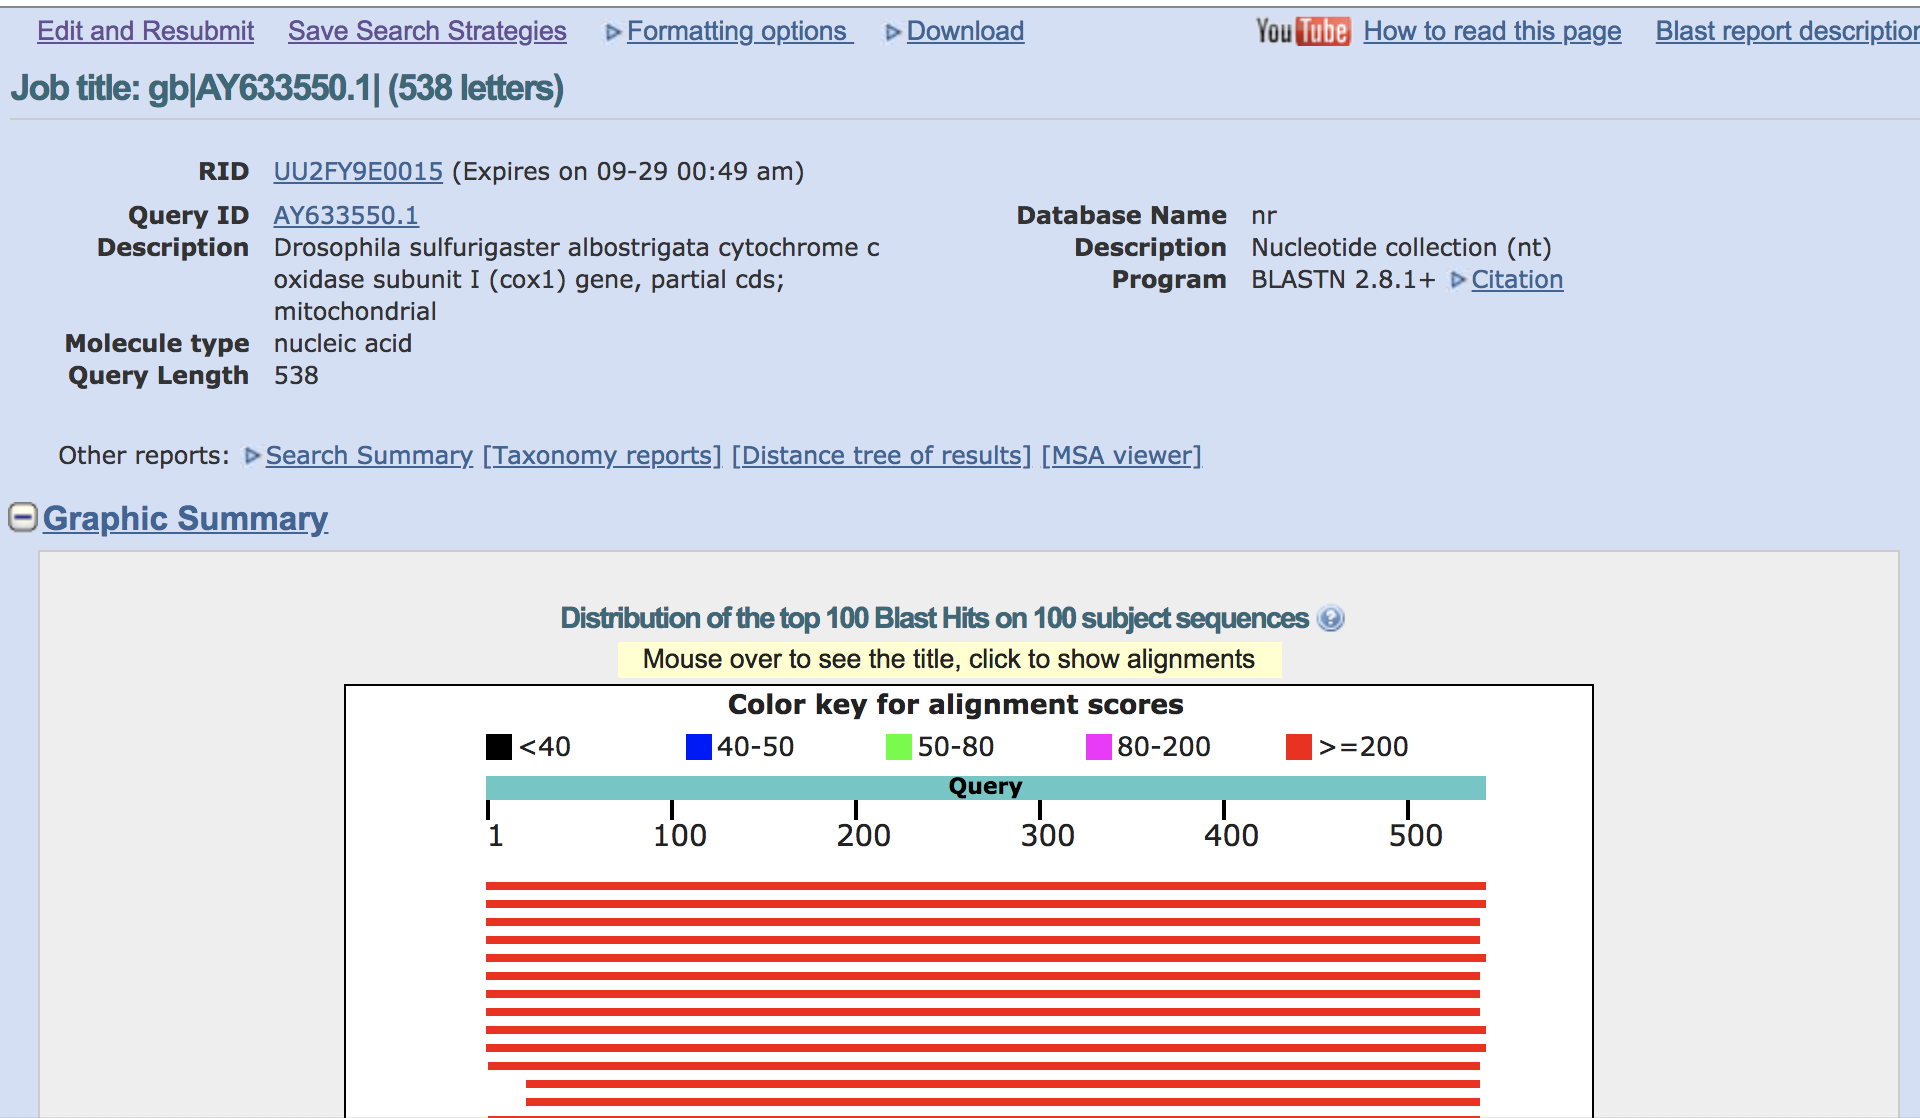 Edit and Resubmit Save Search Strategies Formatting options Download YouTube How to read this page Blast report description
Job title: gb|AY633550.1| (538 letters)
RID UU2FY9E0015 (Expires on 09-29 00:49 am)
Query ID AY633550.1 Database Name nr
Description Drosophila sulfurigaster albostrigata cytochrome c Description Nucleotide collection (nt)
oxidase subunit I (cox1) gene, partial cds; Program BLASTN 2.8.1+ Citation
mitochondrial
Molecule type nucleic acid
Query Length 538
Other reports: Search Summary [Taxonomy reports] [Distance tree of results] [MSA viewer]
Graphic Summary
Distribution of the top 100 Blast Hits on 100 subject sequences ?
Mouse over to see the title, click to show alignments
Color key for alignment scores
<40 40-50 50-80 80-200 >=200
Query
1 100 200 300 400 500